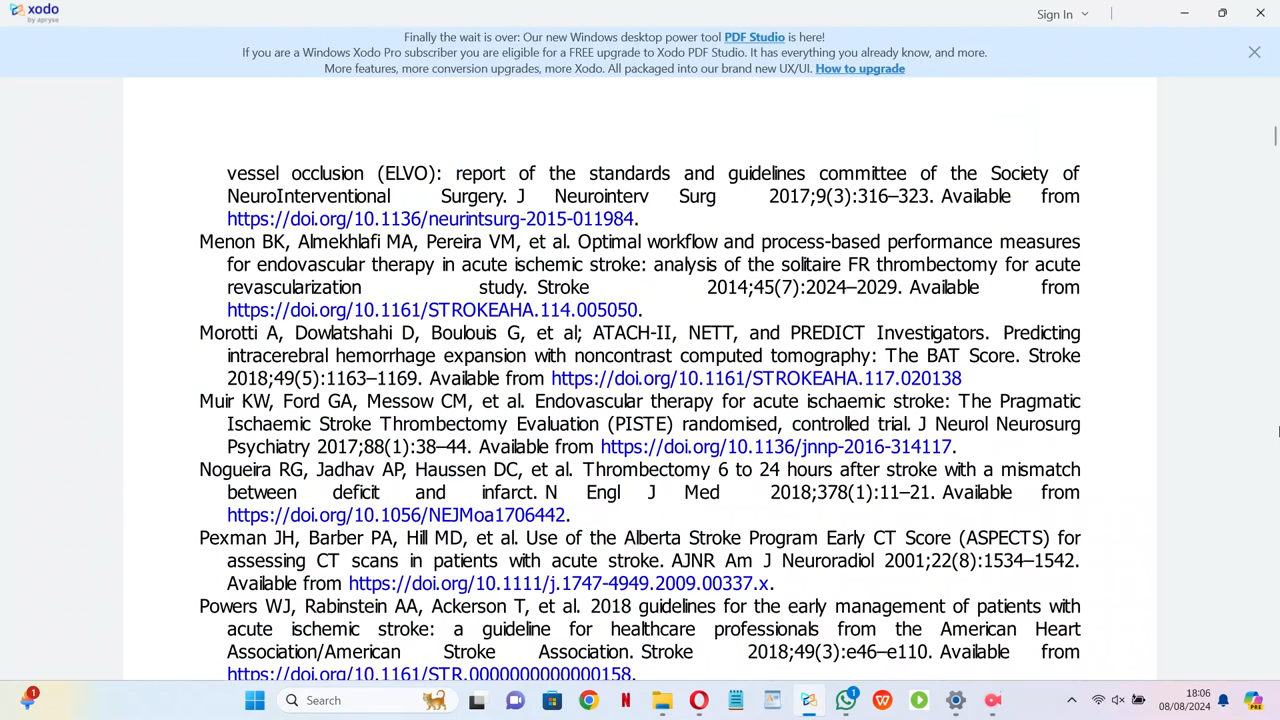 xodo
by apryse
Sign In
Finally the wait is over: Our new Windows desktop power tool PDF Studio is here!
If you are a Windows Xodo Pro subscriber you are eligible for a FREE upgrade to Xodo PDF Studio. It has everything you already know, and more.
More features, more conversion upgrades, more Xodo. All packaged into our brand new UX/UI. How to upgrade
vessel occlusion (ELVO): report of the standards and guidelines committee of the Society of
NeuroInterventional Surgery. J Neurointerv Surg 2017;9(3):316–323. Available from
https://doi.org/10.1136/neurintsurg-2015-011984.
Menon BK, Almekhlafi MA, Pereira VM, et al. Optimal workflow and process-based performance measures
for endovascular therapy in acute ischemic stroke: analysis of the solitaire FR thrombectomy for acute
revascularization study. Stroke 2014;45(7):2024–2029. Available from
https://doi.org/10.1161/STROKEAHA.114.005050.
Morotti A, Dowlatshahi D, Boulouis G, et al; ATACH-II, NETT, and PREDICT Investigators. Predicting
intracerebral hemorrhage expansion with noncontrast computed tomography: The BAT Score. Stroke
2018;49(5):1163–1169. Available from https://doi.org/10.1161/STROKEAHA.117.020138
Muir KW, Ford GA, Messow CM, et al. Endovascular therapy for acute ischaemic stroke: The Pragmatic
Ischaemic Stroke Thrombectomy Evaluation (PISTE) randomised, controlled trial. J Neurol Neurosurg
Psychiatry 2017;88(1):38–44. Available from https://doi.org/10.1136/jnnp-2016-314117.
Nogueira RG, Jadhav AP, Haussen DC, et al. Thrombectomy 6 to 24 hours after stroke with a mismatch
between deficit and infarct. N Engl J Med 2018;378(1):11–21. Available from
https://doi.org/10.1056/NEJMoa1706442.
Pexman JH, Barber PA, Hill MD, et al. Use of the Alberta Stroke Program Early CT Score (ASPECTS) for
assessing CT scans in patients with acute stroke. AJNR Am J Neuroradiol 2001;22(8):1534–1542.
Available from https://doi.org/10.1111/j.1747-4949.2009.00337.x.
Powers WJ, Rabinstein AA, Ackerson T, et al. 2018 guidelines for the early management of patients with
acute ischemic stroke: a guideline for healthcare professionals from the American Heart
Association/American Stroke Association. Stroke 2018;49(3):e46–e110. Available from
https://doi.org/10.1161/STR.0000000000000158.
1
Search
N
1
W
18:06
08/08/2024
PRE